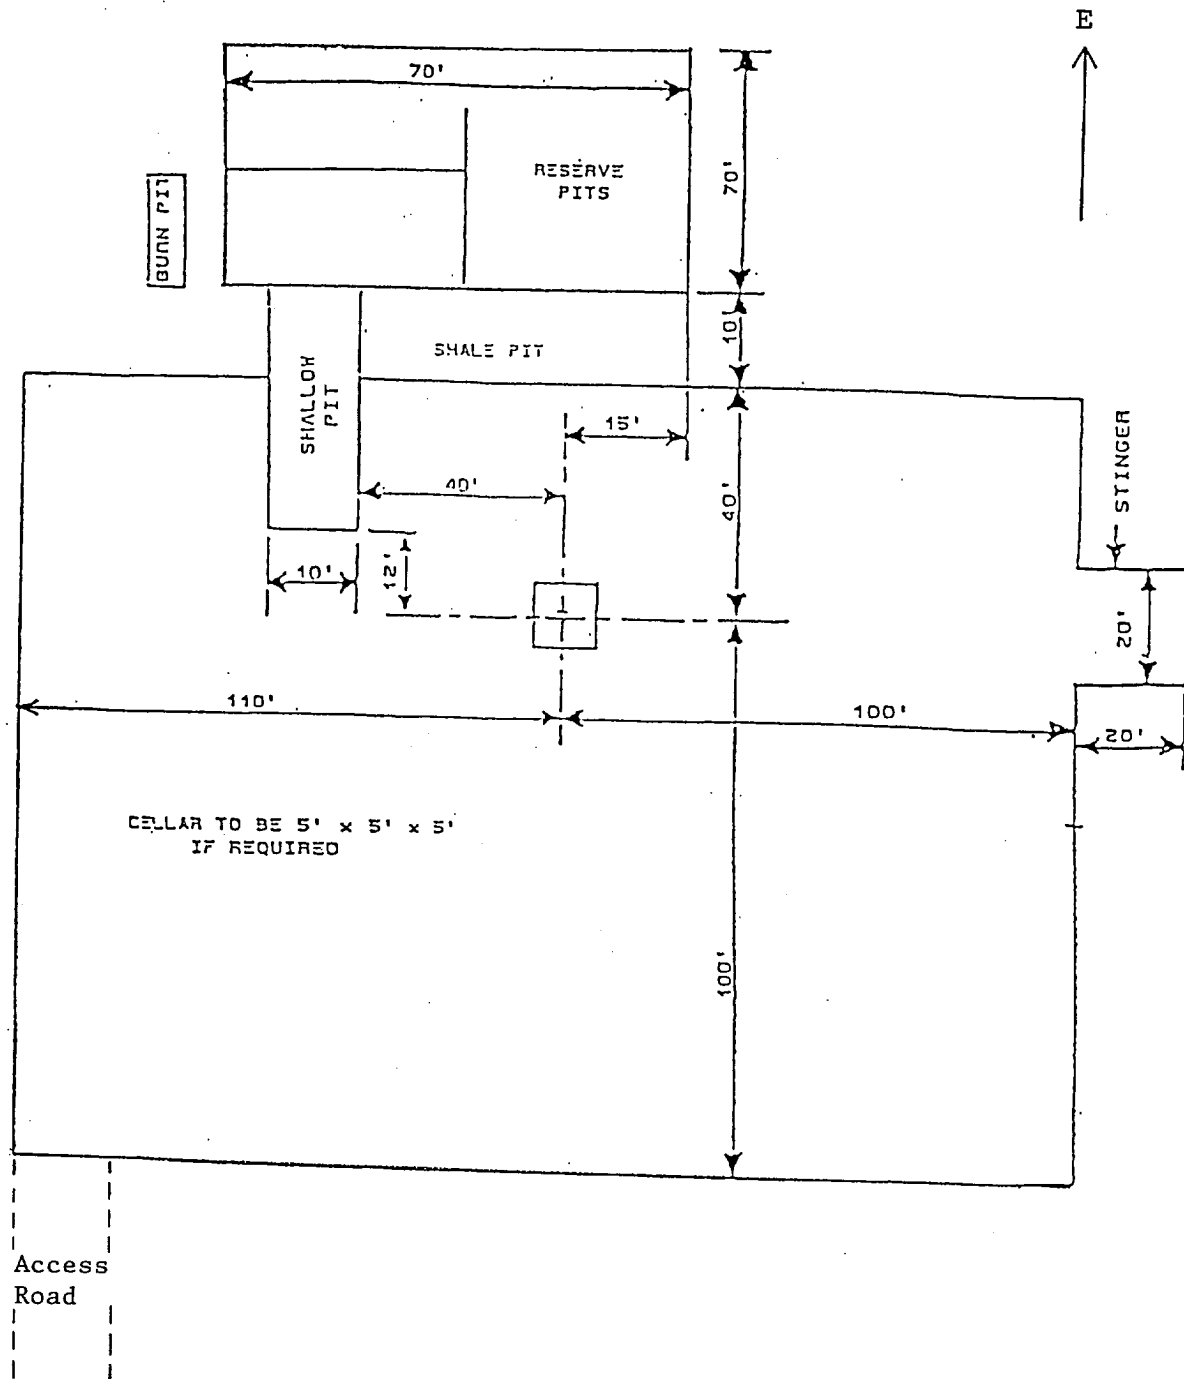 E
70'
RESERVE
PITS
70'
BURN PIT
10'
SHALE PIT
SHALLOW
PIT
15'
STINGER
40'
40'
12'
10'
20'
110'
100'
20'
CELLAR TO BE 5' x 5' x 5'
IF REQUIRED
100'
Access
Road